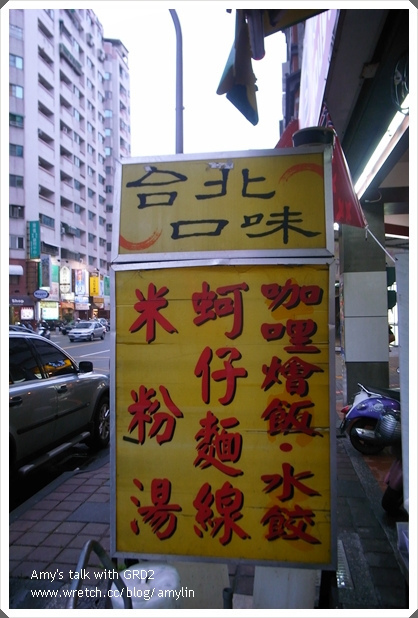 台北
口味
咖哩燴飯·水餃
蚵仔麵線
米粉湯
Amy's talk with GRD2
www.wretch.cc/blog/amylin